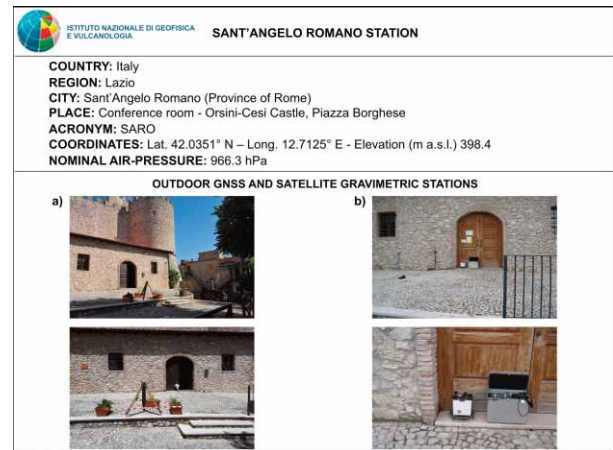 ISTITUTO NAZIONALE DI GEOFISICA
E VULCANOLOGIA
SANT'ANGELO ROMANO STATION
COUNTRY: Italy
REGION: Lazio
CITY: Sant'Angelo Romano (Province of Rome)
PLACE: Conference room - Orsini-Cesi Castle, Piazza Borghese
ACRONYM: SARO
COORDINATES: Lat. 42.0351° N – Long. 12.7125° E - Elevation (m a.s.l.) 398.4
NOMINAL AIR-PRESSURE: 966.3 hPa
OUTDOOR GNSS AND SATELLITE GRAVIMETRIC STATIONS
a)
b)